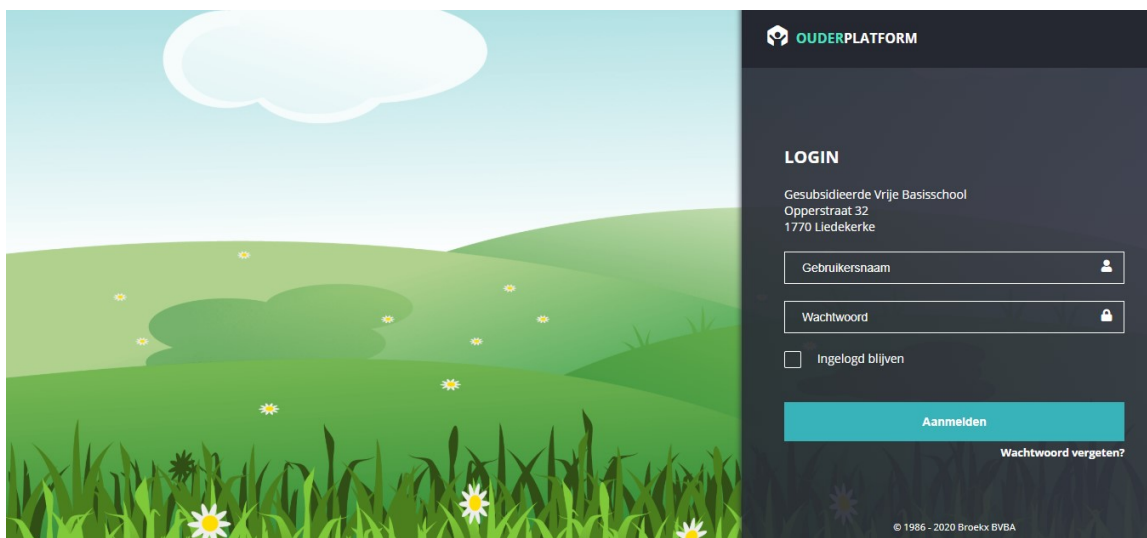 OUDERPLATFORM
LOGIN
Gesubsidieerde Vrije Basisschool
Opperstraat 32
1770 Liedekerke
Gebruikersnaam
Wachtwoord
Ingelogd blijven
Aanmelden
Wachtwoord vergeten?
© 1986 - 2020 Broekx BVBA